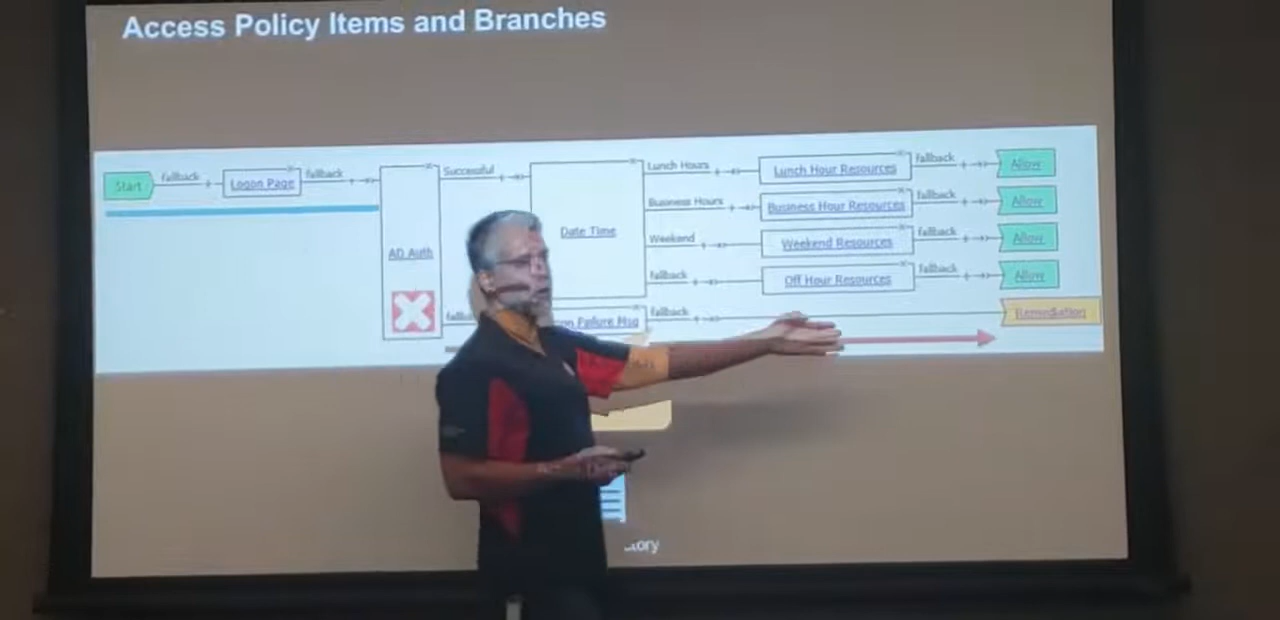 Access Policy Items and Branches
Start
fallback
Logon Page
fallback
AD Auth
Successful
Date Time
Lunch Hours
Lunch Hour Resources
fallback
Allow
Business Hours
Business Hour Resources
fallback
Allow
Weekend
Weekend Resources
fallback
Allow
fallback
Off Hour Resources
fallback
Allow
Failure Msg
fallback
Remediation